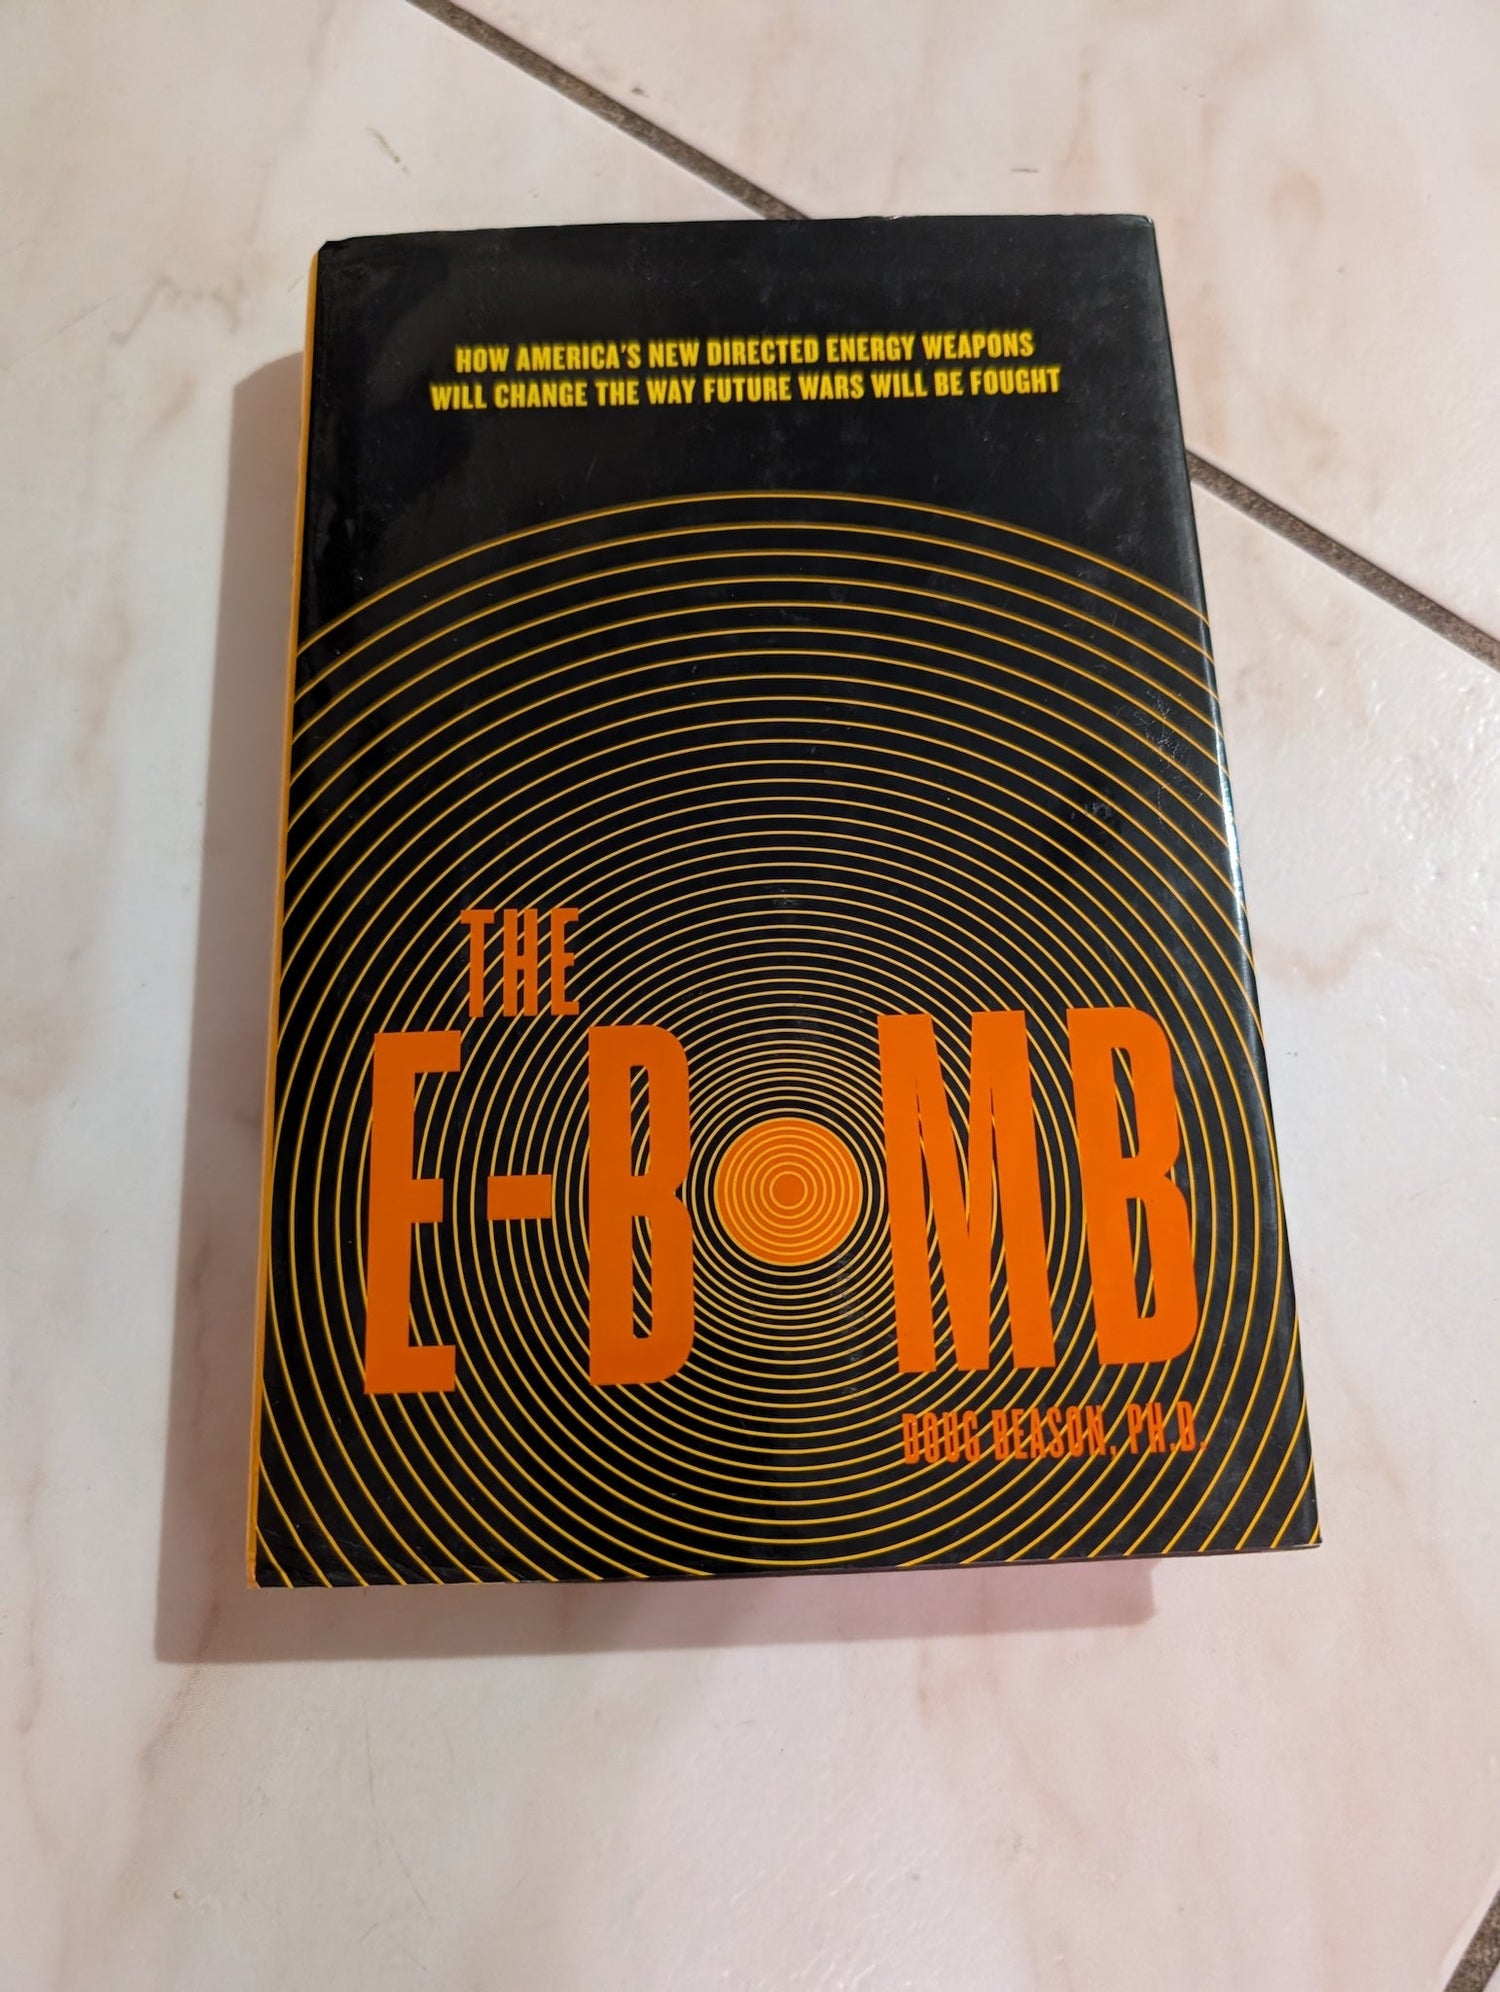 HOW AMERICA'S NEW DIRECTED ENERGY WEAPONS
WILL CHANGE THE WAY FUTURE WARS WILL BE FOUGHT
THE
E-BOMB
DOUG BEASON, PH.D.